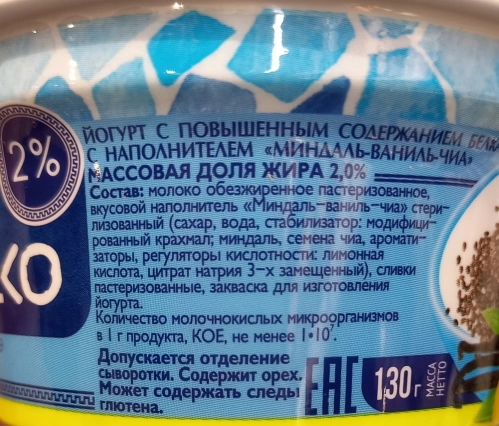 ЙОГУРТ С ПОВЫШЕННЫМ СОДЕРЖАНИЕМ БЕЛКА
С НАПОЛНИТЕЛЕМ «МИНДАЛЬ-ВАНИЛЬ-ЧИА»
МАССОВАЯ ДОЛЯ ЖИРА 2,0%
2%
КО
Состав: молоко обезжиренное пастеризованное,
вкусовой наполнитель «Миндаль-ваниль-чиа» стери-
лизованный (сахар, вода, стабилизатор: модифици-
рованный крахмал; миндаль, семена чиа, аромати-
заторы, регуляторы кислотности: лимонная
кислота, цитрат натрия 3-х замещенный), сливки
пастеризованные, закваска для изготовления
йогурта.
Количество молочнокислых микроорганизмов
в 1 г продукта, КОЕ, не менее 1•10⁷.
Допускается отделение
сыворотки. Содержит орех.
Может содержать следы
глютена.
ЕАС
130 г
МАССА
НЕТТО